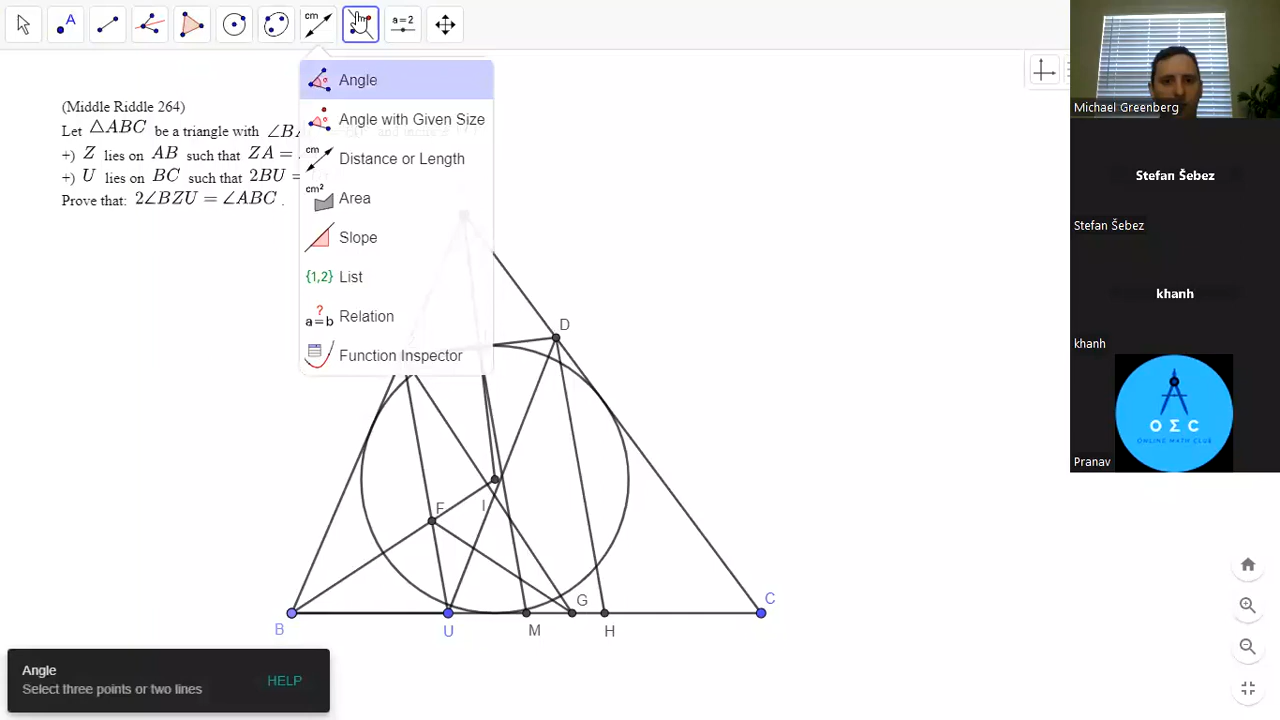 cm
a=2
(Middle Riddle 264)
Let △ABC be a triangle with ∠BA
+) Z lies on AB such that ZA =
+) U lies on BC such that 2BU =
Prove that: 2∠BZU = ∠ABC .
Angle
Angle with Given Size
cm Distance or Length
cm² Area
Slope
{1,2} List
? a=b Relation
Function Inspector
D
F
I
G
B
U
M
H
C
Angle
Select three points or two lines
HELP
Michael Greenberg
Stefan Šebez
Stefan Šebez
khanh
khanh
Ο Σ C
ONLINE MATH CLUB
Pranav